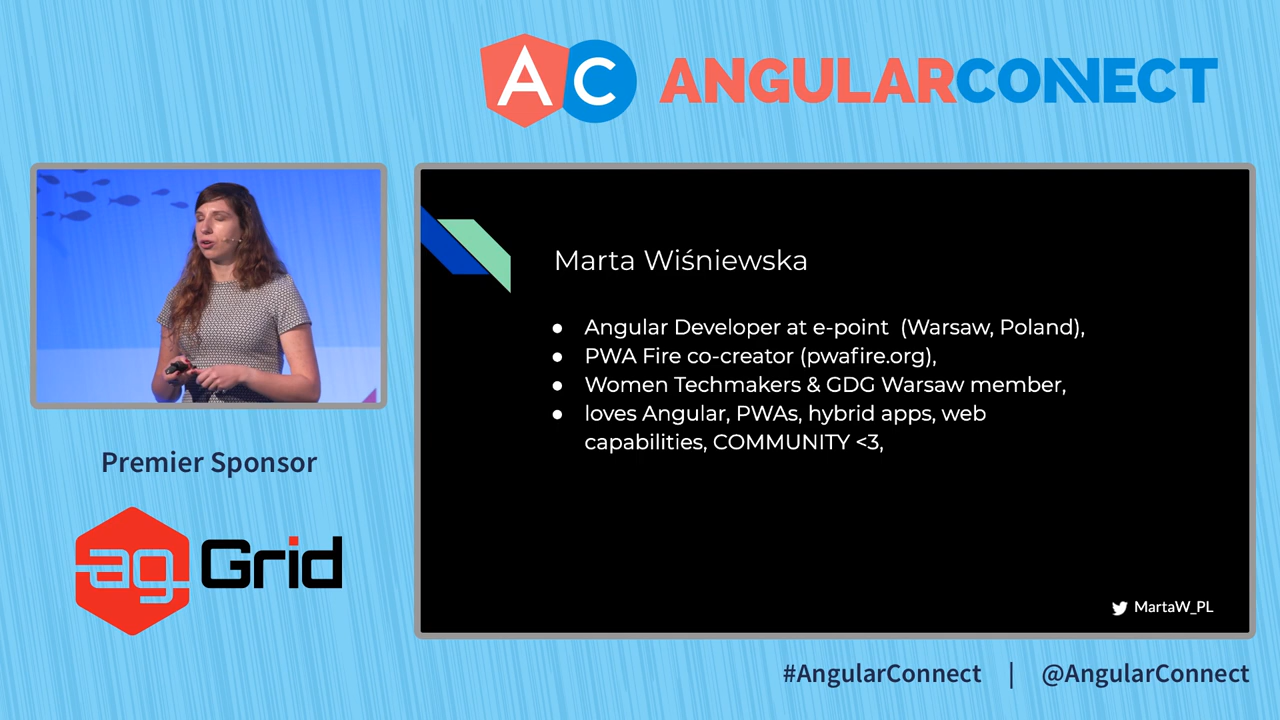 AC ANGULARCONNECT
Marta Wiśniewska
● Angular Developer at e-point (Warsaw, Poland),
● PWA Fire co-creator (pwafire.org),
● Women Techmakers & GDG Warsaw member,
● loves Angular, PWAs, hybrid apps, web
capabilities, COMMUNITY <3,
MartaW_PL
Premier Sponsor
ag Grid
#AngularConnect | @AngularConnect